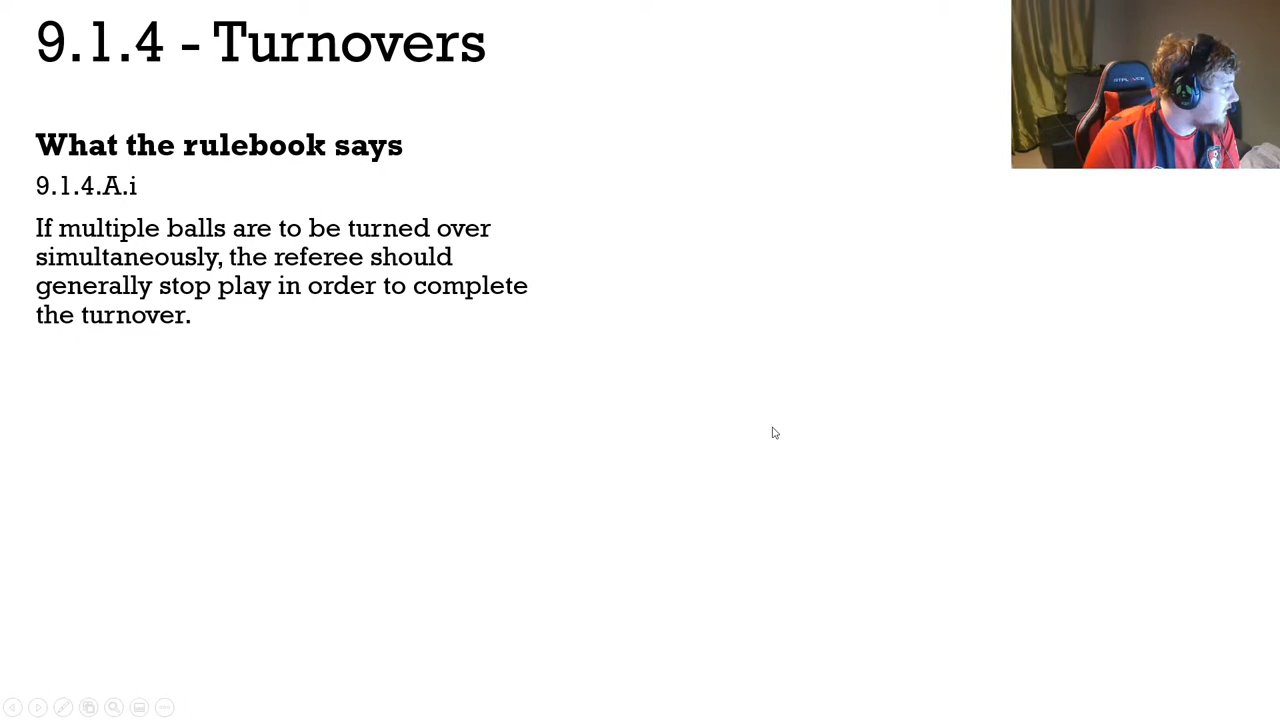 9.1.4 - Turnovers
What the rulebook says
9.1.4.A.i
If multiple balls are to be turned over
simultaneously, the referee should
generally stop play in order to complete
the turnover.